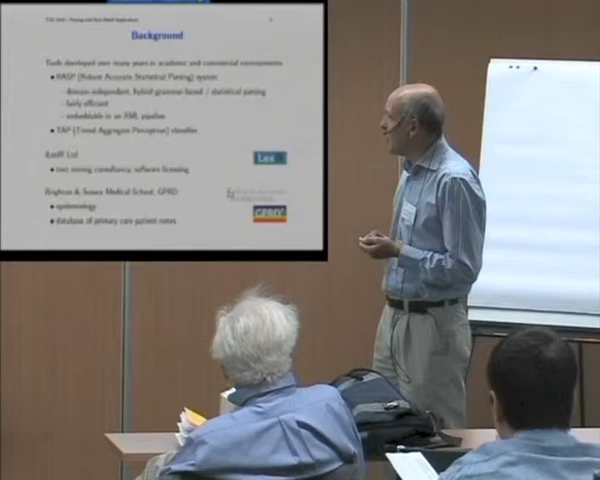 Background
Tools developed over many years in academic and commercial environments
RASP (Robust Accurate Statistical Parsing) system
- domain-independent, hybrid grammar-based / statistical parsing
- fairly efficient
- embeddable in an XML pipeline
TAP (Timed Aggregate Perceptron) classifier
iLexIR Ltd
text mining consultancy, software licensing
Lex
Brighton & Sussex Medical School, GPRD
epidemiology
GPRD
database of primary care patient notes